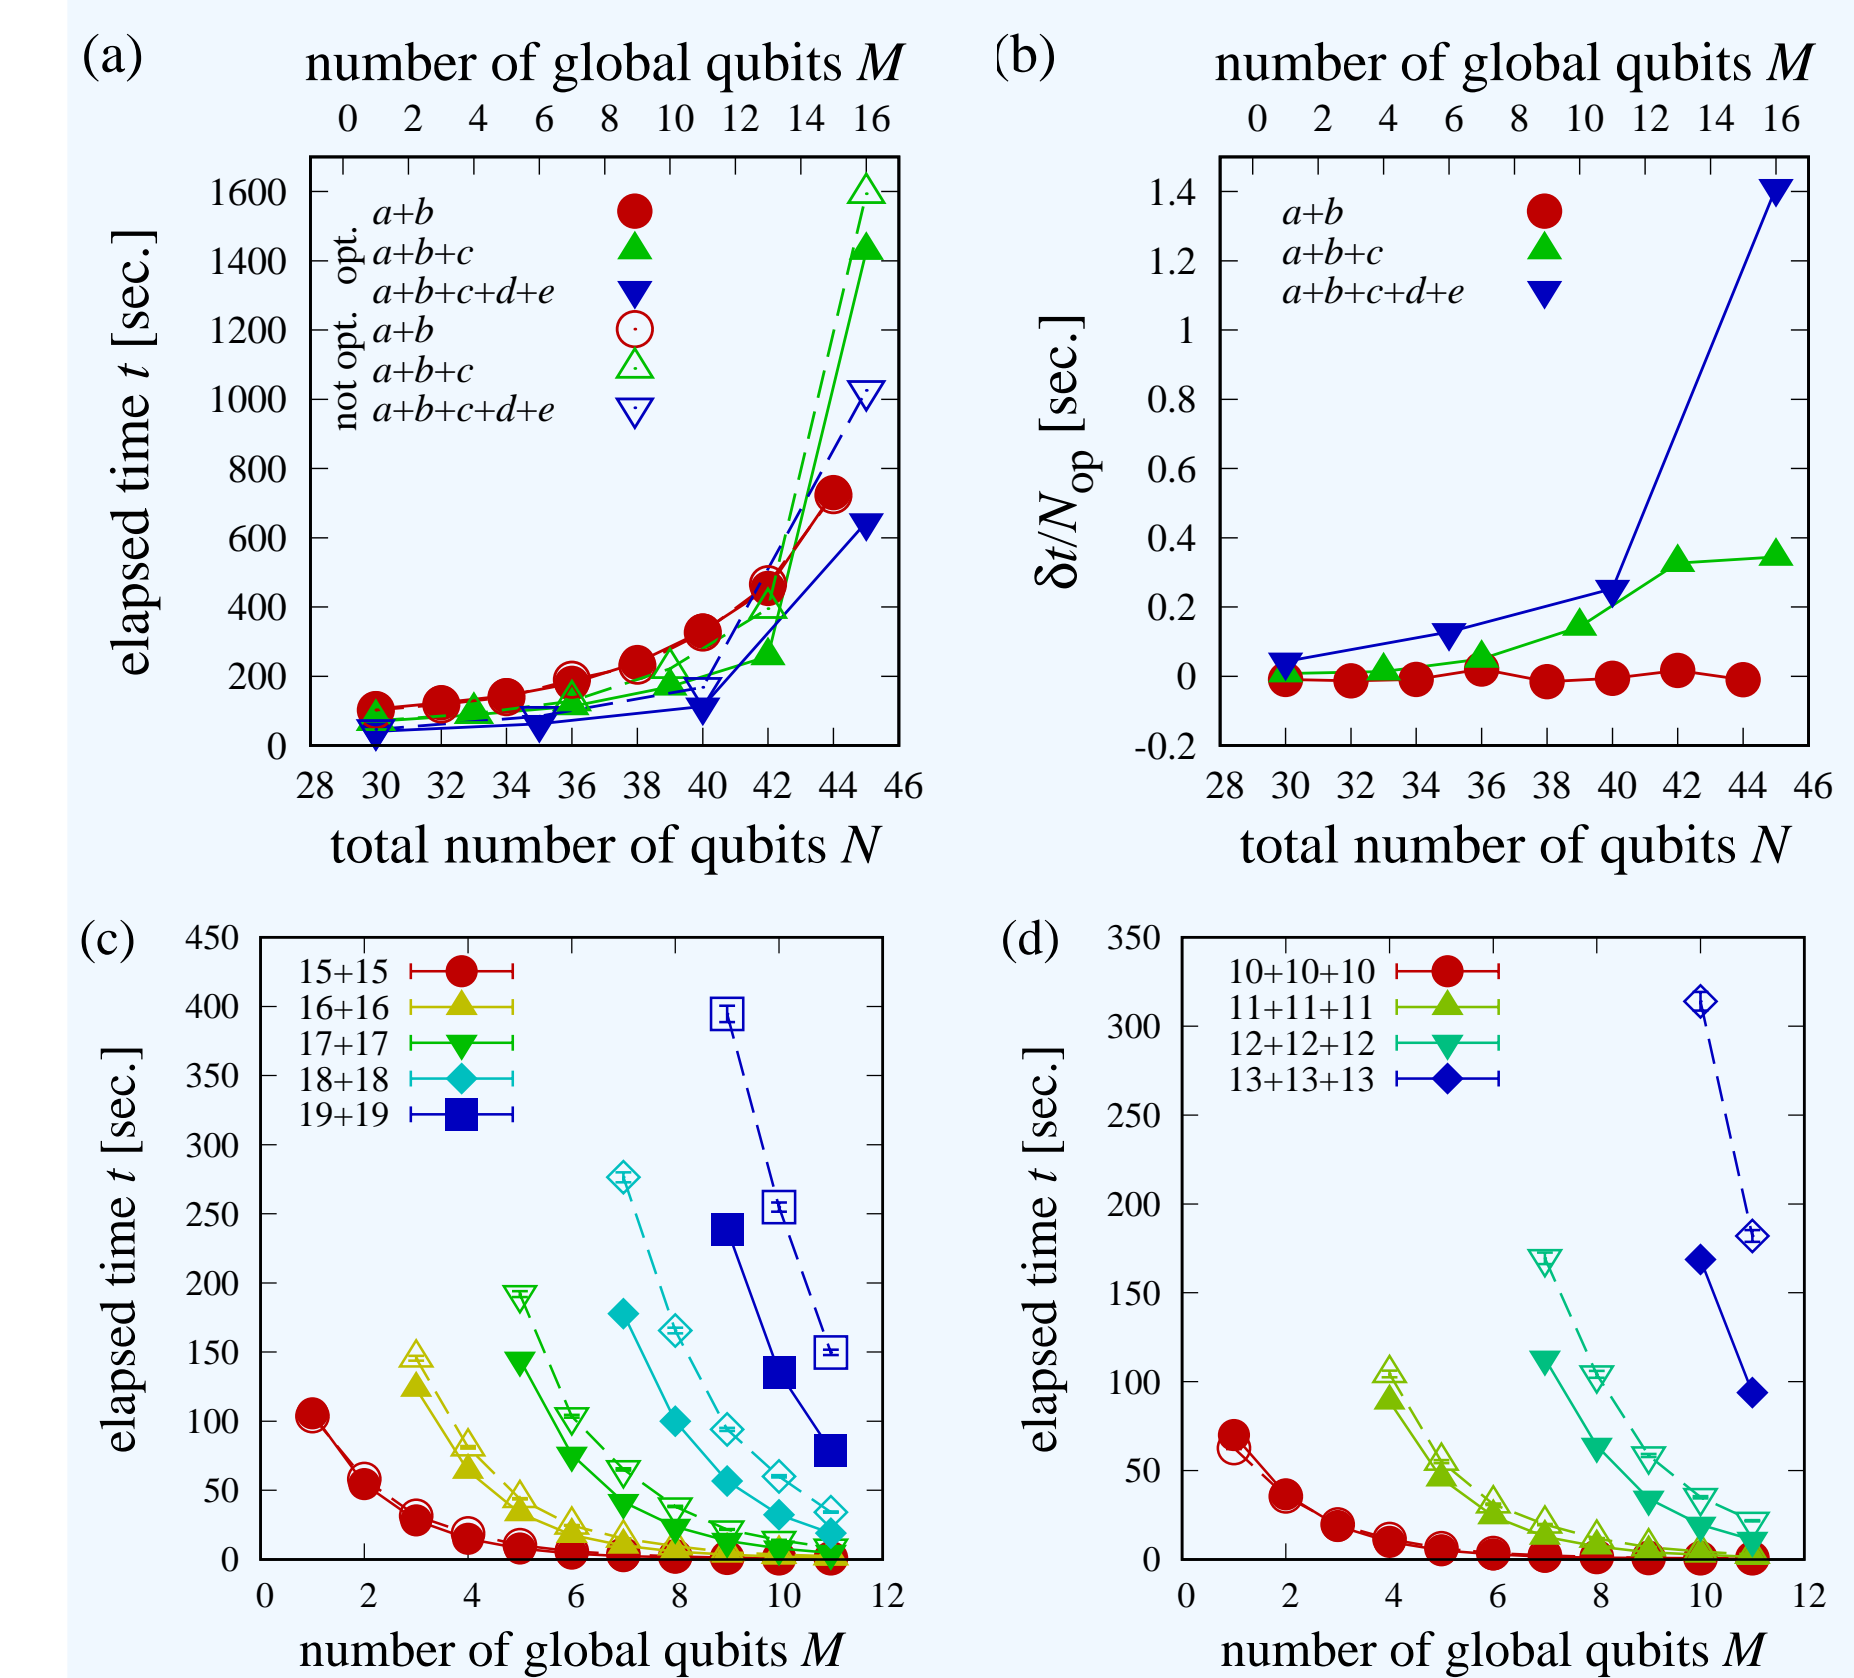 (a)
number of global qubits M
0 2 4 6 8 10 12 14 16
elapsed time t [sec.]
1600
1400
1200
1000
800
600
400
200
0
opt.
a+b
a+b+c
a+b+c+d+e
not opt.
a+b
a+b+c
a+b+c+d+e
28 30 32 34 36 38 40 42 44 46
total number of qubits N
(b)
number of global qubits M
0 2 4 6 8 10 12 14 16
δt/Nop [sec.]
1.4
1.2
1
0.8
0.6
0.4
0.2
0
-0.2
a+b
a+b+c
a+b+c+d+e
28 30 32 34 36 38 40 42 44 46
total number of qubits N
(c)
elapsed time t [sec.]
450
400
350
300
250
200
150
100
50
0
15+15
16+16
17+17
18+18
19+19
0 2 4 6 8 10 12
number of global qubits M
(d)
elapsed time t [sec.]
350
300
250
200
150
100
50
0
10+10+10
11+11+11
12+12+12
13+13+13
0 2 4 6 8 10 12
number of global qubits M